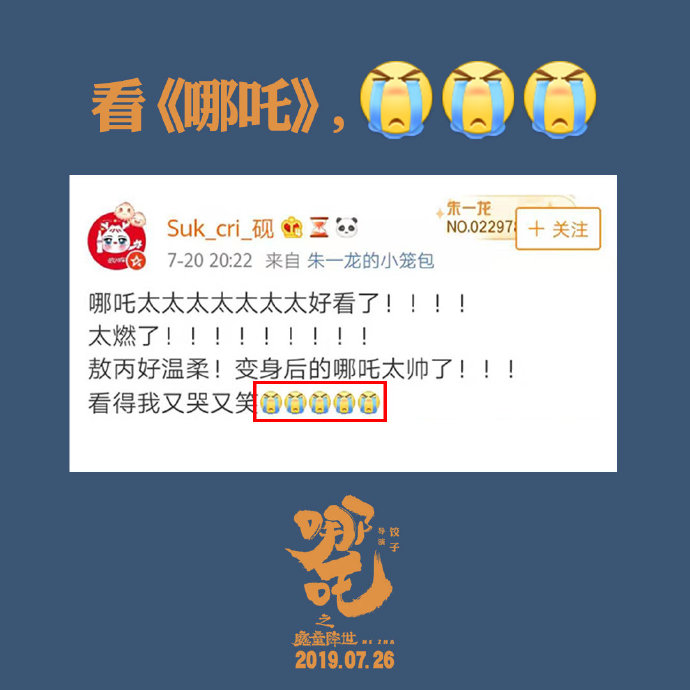 看《哪吒》，😭😭😭
Suk_cri_砚
朱一龙
NO.022978
＋ 关注
7-20 20:22 来自 朱一龙的小笼包
哪吒太太太太太太太好看了！！！！
太燃了！！！！！！！！！
敖丙好温柔！变身后的哪吒太帅了！！！
看得我又哭又笑😭😭😭😭😭
哪吒
导演 饺子
之
魔童降世
NE ZHA
2019.07.26